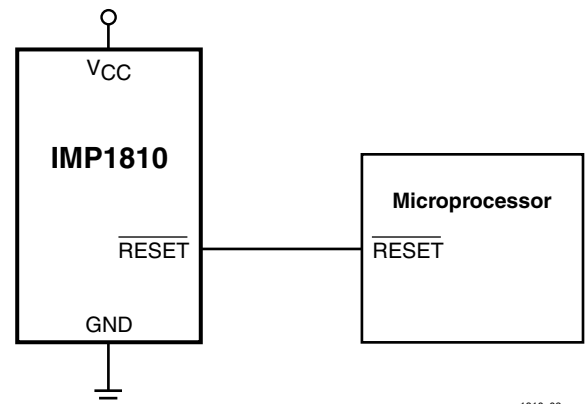 VCC
IMP1810
Microprocessor
RESET
RESET
GND